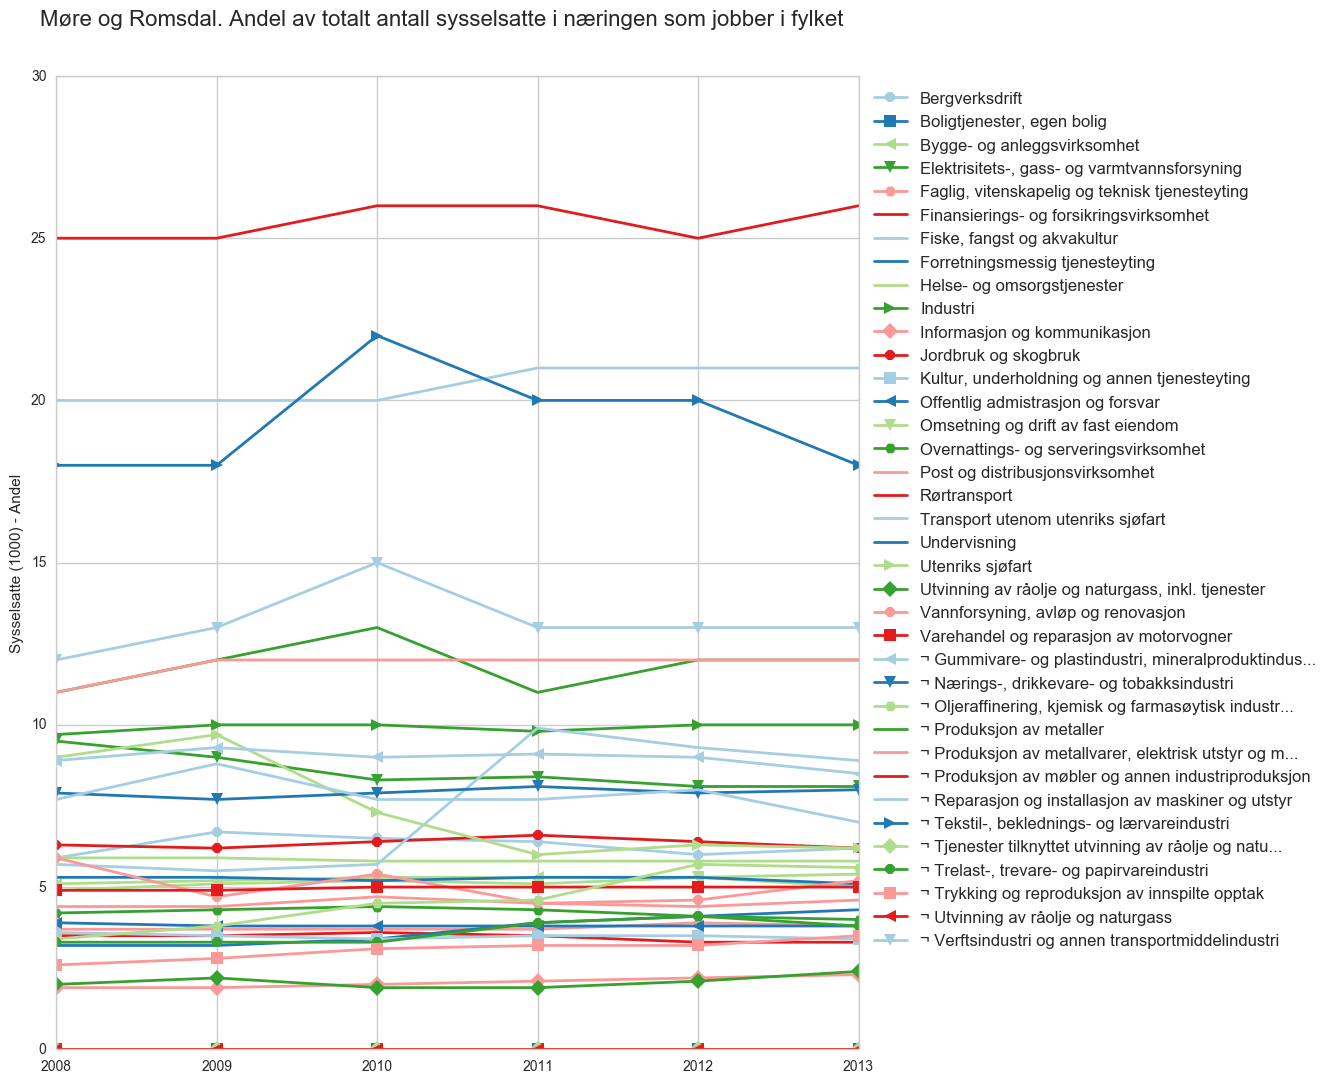 Møre og Romsdal. Andel av totalt antall sysselsatte i næringen som jobber i fylket
30
25
20
15
10
5
0
Sysselsatte (1000) - Andel
2008 2009 2010 2011 2012 2013
Bergverksdrift
Boligtjenester, egen bolig
Bygge- og anleggsvirksomhet
Elektrisitets-, gass- og varmtvannsforsyning
Faglig, vitenskapelig og teknisk tjenesteyting
Finansierings- og forsikringsvirksomhet
Fiske, fangst og akvakultur
Forretningsmessig tjenesteyting
Helse- og omsorgstjenester
Industri
Informasjon og kommunikasjon
Jordbruk og skogbruk
Kultur, underholdning og annen tjenesteyting
Offentlig admistrasjon og forsvar
Omsetning og drift av fast eiendom
Overnattings- og serveringsvirksomhet
Post og distribusjonsvirksomhet
Rørtransport
Transport utenom utenriks sjøfart
Undervisning
Utenriks sjøfart
Utvinning av råolje og naturgass, inkl. tjenester
Vannforsyning, avløp og renovasjon
Varehandel og reparasjon av motorvogner
¬ Gummivare- og plastindustri, mineralproduktindus...
¬ Nærings-, drikkevare- og tobakksindustri
¬ Oljeraffinering, kjemisk og farmasøytisk industr...
¬ Produksjon av metaller
¬ Produksjon av metallvarer, elektrisk utstyr og m...
¬ Produksjon av møbler og annen industriproduksjon
¬ Reparasjon og installasjon av maskiner og utstyr
¬ Tekstil-, beklednings- og lærvareindustri
¬ Tjenester tilknyttet utvinning av råolje og natu...
¬ Trelast-, trevare- og papirvareindustri
¬ Trykking og reproduksjon av innspilte opptak
¬ Utvinning av råolje og naturgass
¬ Verftsindustri og annen transportmiddelindustri